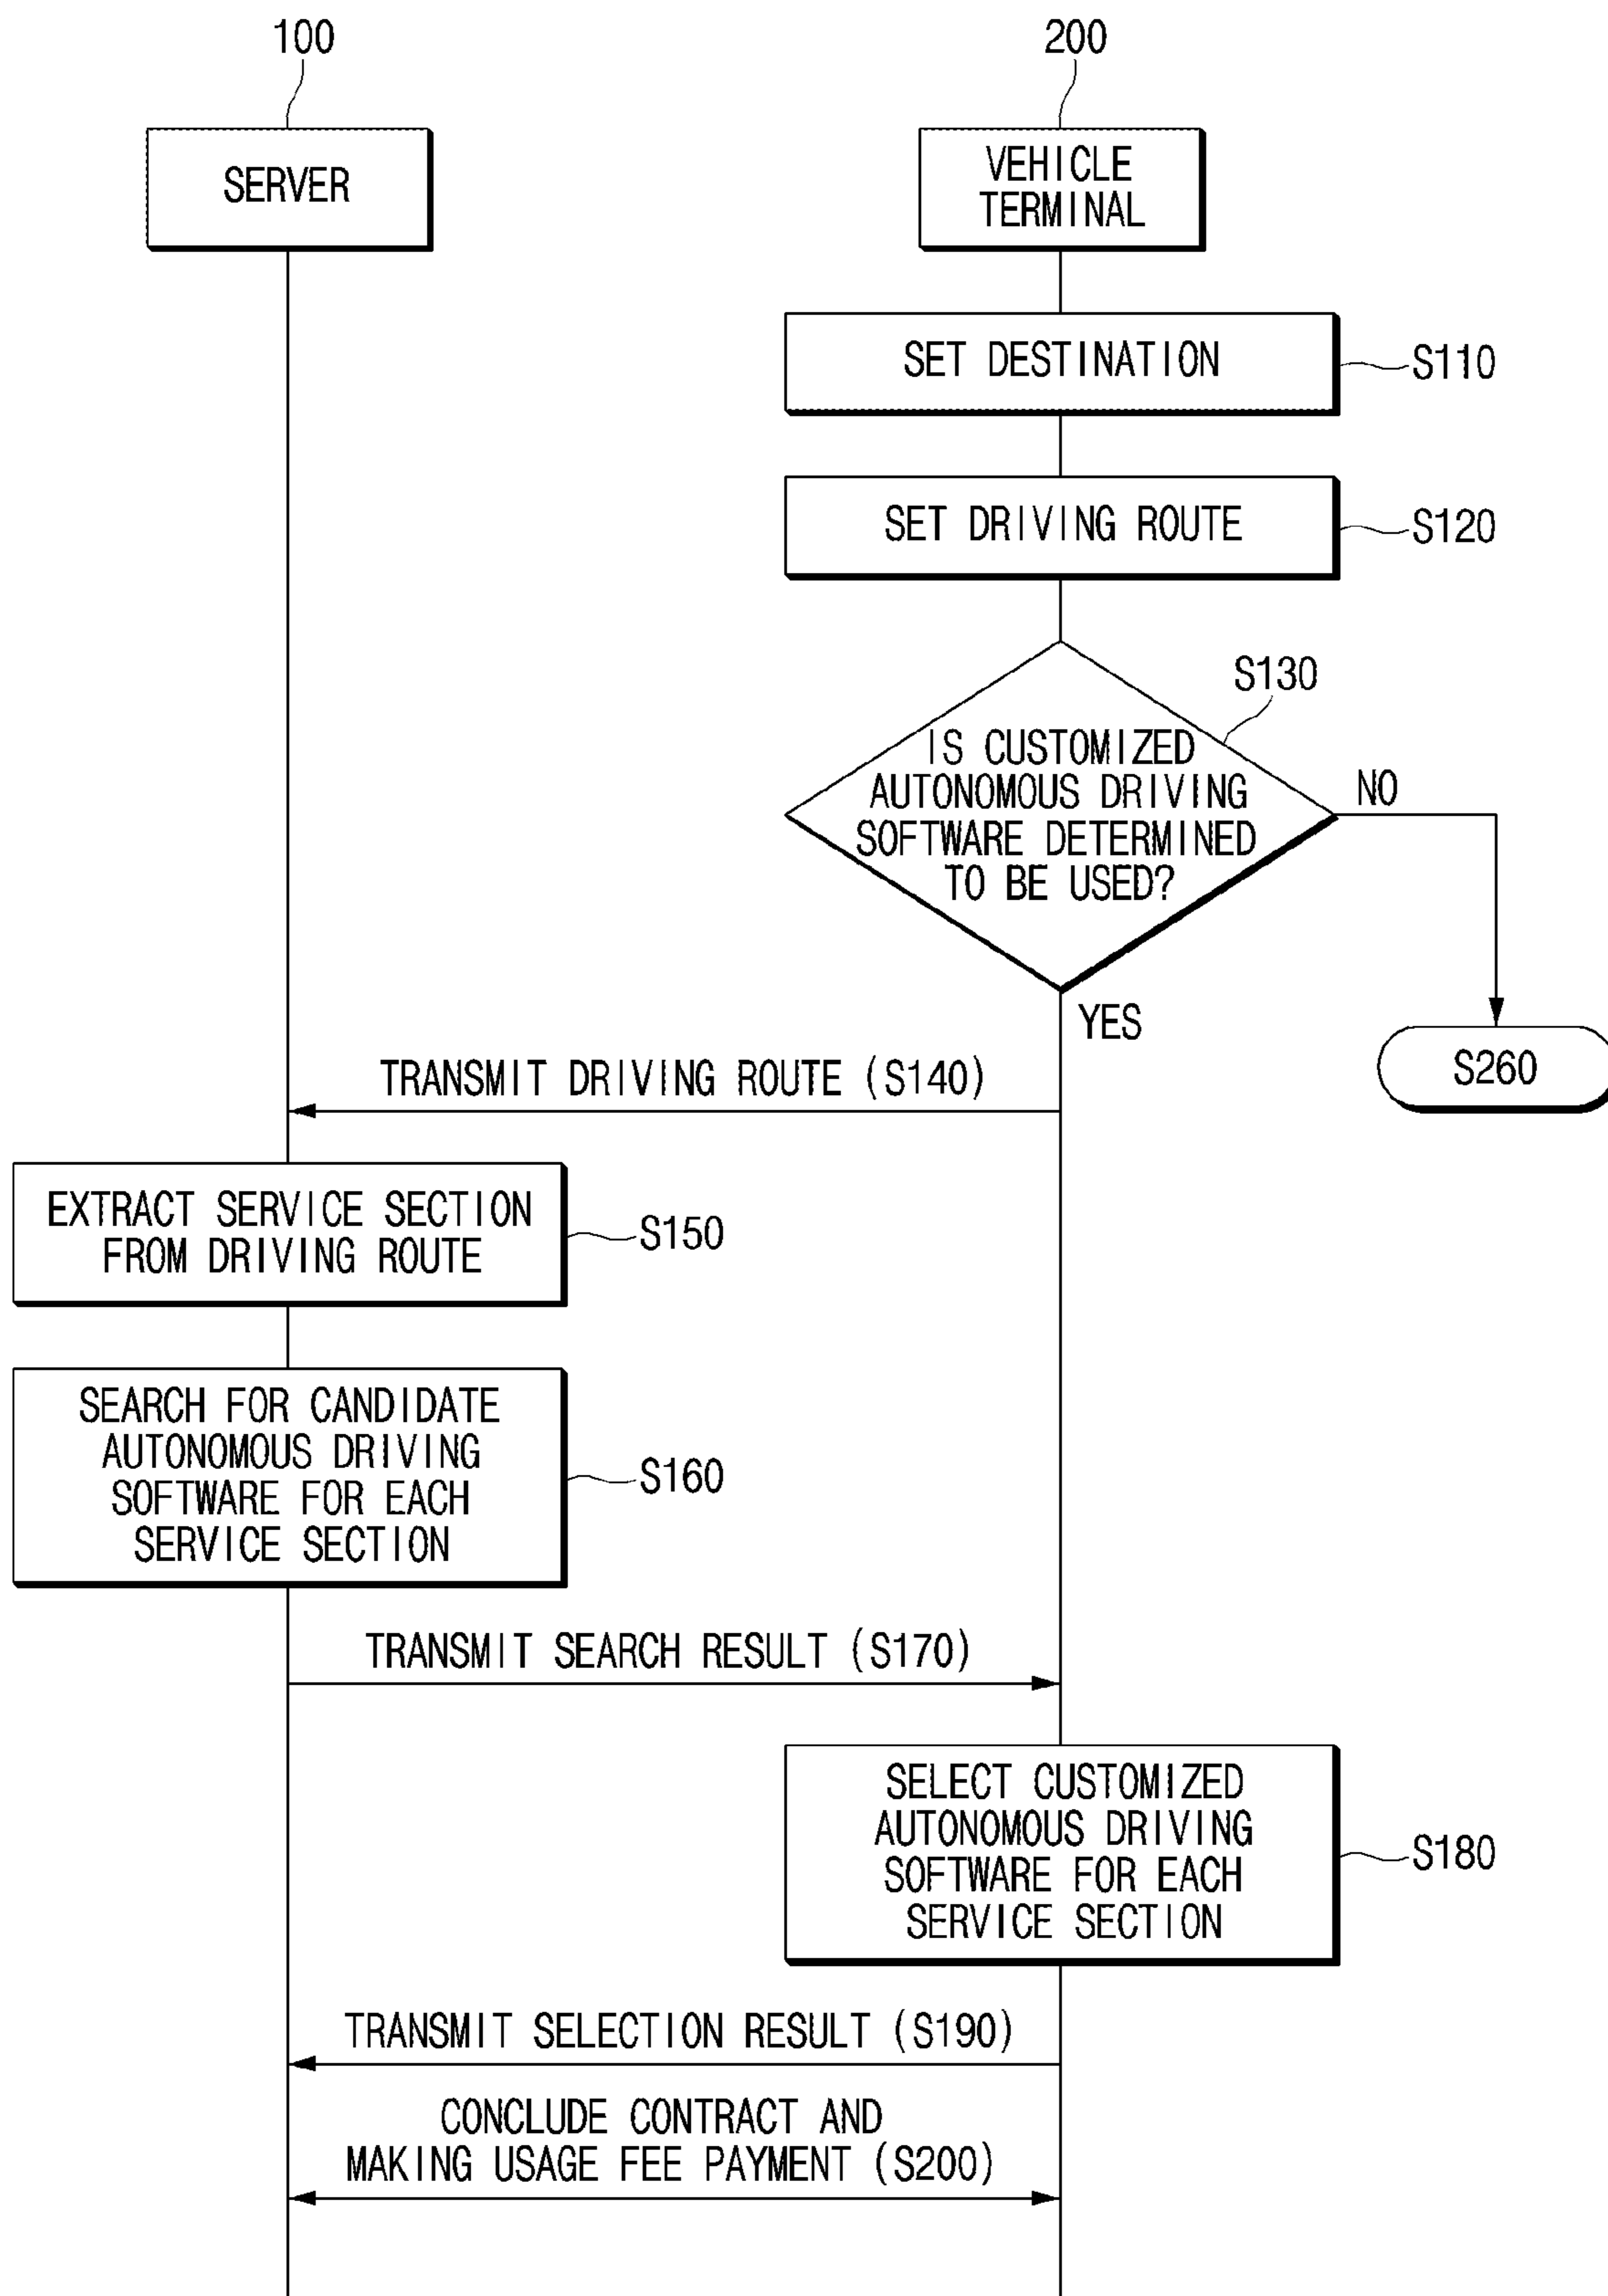 100
200
SERVER
VEHICLE
TERMINAL
SET DESTINATION
S110
SET DRIVING ROUTE
S120
S130
IS CUSTOMIZED
AUTONOMOUS DRIVING
SOFTWARE DETERMINED
TO BE USED?
NO
YES
S260
TRANSMIT DRIVING ROUTE (S140)
EXTRACT SERVICE SECTION
FROM DRIVING ROUTE
S150
SEARCH FOR CANDIDATE
AUTONOMOUS DRIVING
SOFTWARE FOR EACH
SERVICE SECTION
S160
TRANSMIT SEARCH RESULT (S170)
SELECT CUSTOMIZED
AUTONOMOUS DRIVING
SOFTWARE FOR EACH
SERVICE SECTION
S180
TRANSMIT SELECTION RESULT (S190)
CONCLUDE CONTRACT AND
MAKING USAGE FEE PAYMENT (S200)